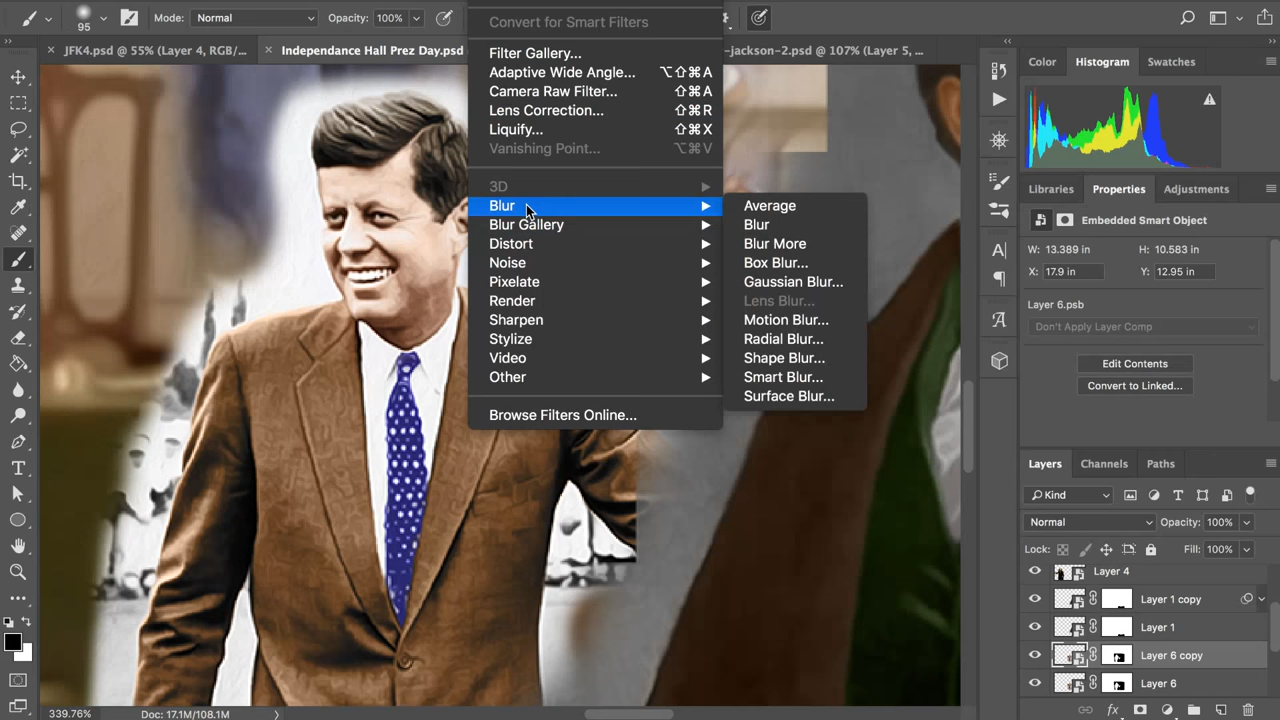 95
Mode:
Normal
Opacity:
100%
JFK4.psd @ 55% (Layer 4, RGB/...
Independance Hall Prez Day.psd
-jackson-2.psd @ 107% (Layer 5, ...
Convert for Smart Filters
Filter Gallery...
Adaptive Wide Angle... ⌥⇧⌘A
Camera Raw Filter... ⇧⌘A
Lens Correction... ⇧⌘R
Liquify... ⇧⌘X
Vanishing Point... ⌥⌘V
3D
Blur
Blur Gallery
Distort
Noise
Pixelate
Render
Sharpen
Stylize
Video
Other
Browse Filters Online...
Average
Blur
Blur More
Box Blur...
Gaussian Blur...
Lens Blur...
Motion Blur...
Radial Blur...
Shape Blur...
Smart Blur...
Surface Blur...
Color
Histogram
Swatches
Libraries
Properties
Adjustments
Embedded Smart Object
W: 13.389 in
H: 10.583 in
X: 17.9 in
Y: 12.95 in
Layer 6.psb
Don't Apply Layer Comp
Edit Contents
Convert to Linked...
Layers
Channels
Paths
Kind
Normal
Opacity: 100%
Lock:
Fill: 100%
Layer 4
Layer 1 copy
Layer 1
Layer 6 copy
Layer 6
fx
339.76%
Doc: 17.1M/108.1M